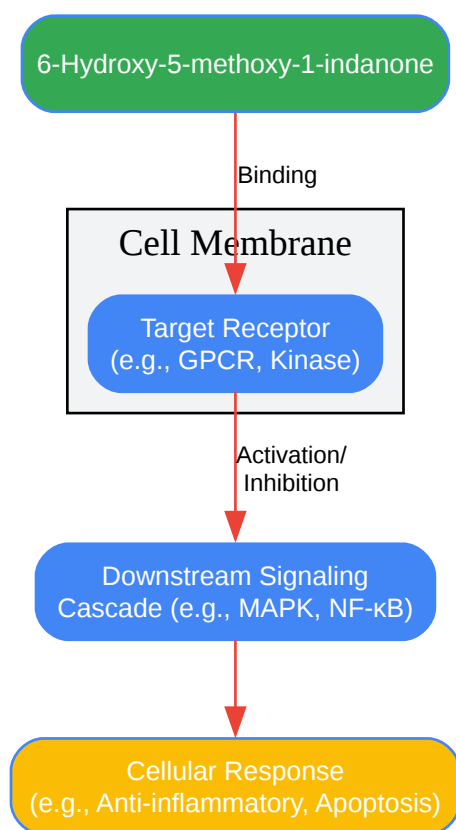 6-Hydroxy-5-methoxy-1-indanone
Binding
Cell Membrane
Target Receptor
(e.g., GPCR, Kinase)
Activation/
Inhibition
Downstream Signaling
Cascade (e.g., MAPK, NF-κB)
Cellular Response
(e.g., Anti-inflammatory, Apoptosis)